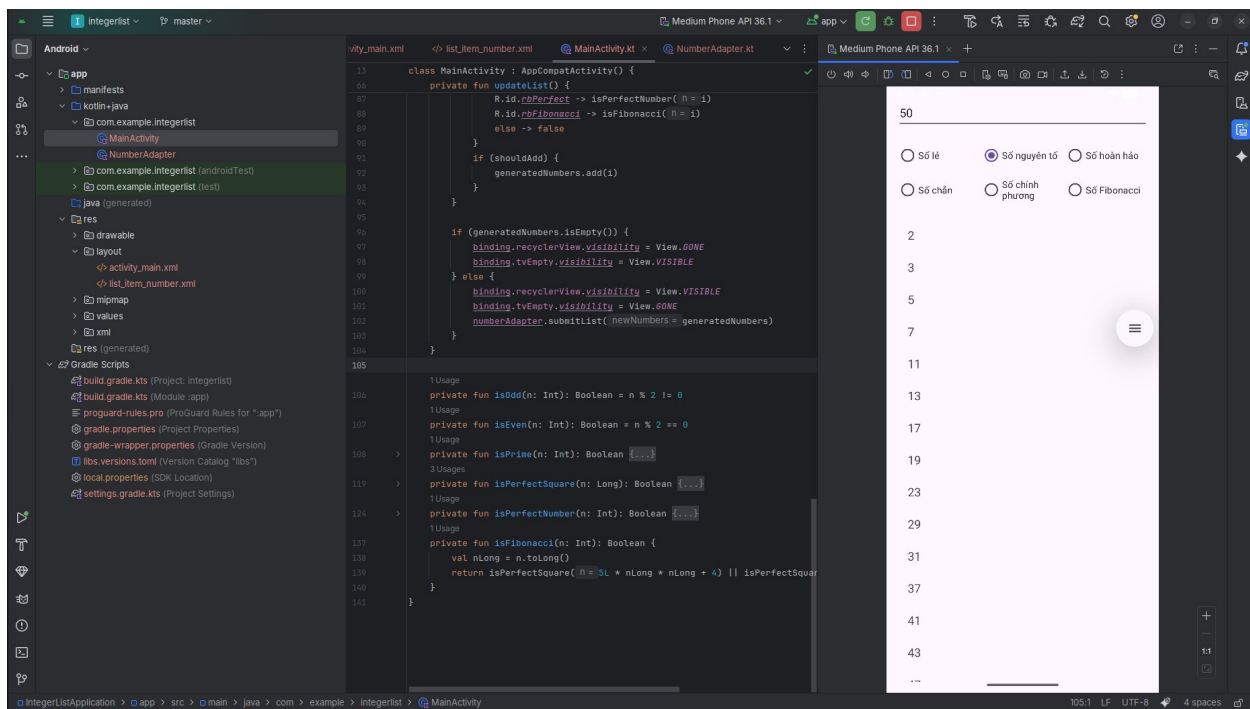 integerlist
master
Medium Phone API 36.1
app
Android
app
manifests
kotlin+java
com.example.integerlist
MainActivity
NumberAdapter
com.example.integerlist (androidTest)
com.example.integerlist (test)
java (generated)
res
drawable
layout
activity_main.xml
list_item_number.xml
mipmap
values
xml
res (generated)
Gradle Scripts
build.gradle.kts (Project: integerlist)
build.gradle.kts (Module :app)
proguard-rules.pro (ProGuard Rules for ":app")
gradle.properties (Project Properties)
gradle-wrapper.properties (Gradle Version)
libs.versions.toml (Version Catalog "libs")
local.properties (SDK Location)
settings.gradle.kts (Project Settings)
vity_main.xml
list_item_number.xml
MainActivity.kt
NumberAdapter.kt
13 class MainActivity : AppCompatActivity() {
66 private fun updateList() {
87 R.id.rbPerfect -> isPerfectNumber( n = i)
88 R.id.rbFibonacci -> isFibonacci( n = i)
89 else -> false
90 }
91 if (shouldAdd) {
92 generatedNumbers.add(i)
93 }
94 }
95
96 if (generatedNumbers.isEmpty()) {
97 binding.recyclerView.visibility = View.GONE
98 binding.tvEmpty.visibility = View.VISIBLE
99 } else {
100 binding.recyclerView.visibility = View.VISIBLE
101 binding.tvEmpty.visibility = View.GONE
102 numberAdapter.submitList( newNumbers = generatedNumbers)
103 }
104 }
105
1 Usage
106 private fun isOdd(n: Int): Boolean = n % 2 != 0
1 Usage
107 private fun isEven(n: Int): Boolean = n % 2 == 0
1 Usage
108 private fun isPrime(n: Int): Boolean {...}
3 Usages
119 private fun isPerfectSquare(n: Long): Boolean {...}
1 Usage
124 private fun isPerfectNumber(n: Int): Boolean {...}
1 Usage
137 private fun isFibonacci(n: Int): Boolean {
138 val nLong = n.toLong()
139 return isPerfectSquare( n = 5L * nLong * nLong + 4) || isPerfectSquar
140 }
141 }
Medium Phone API 36.1
50
Số lẻ
Số nguyên tố
Số hoàn hảo
Số chẵn
Số chính
phương
Số Fibonacci
2
3
5
7
11
13
17
19
23
29
31
37
41
43
1:1
IntegerListApplication > app > src > main > java > com > example > integerlist > MainActivity
105:1 LF UTF-8 4 spaces